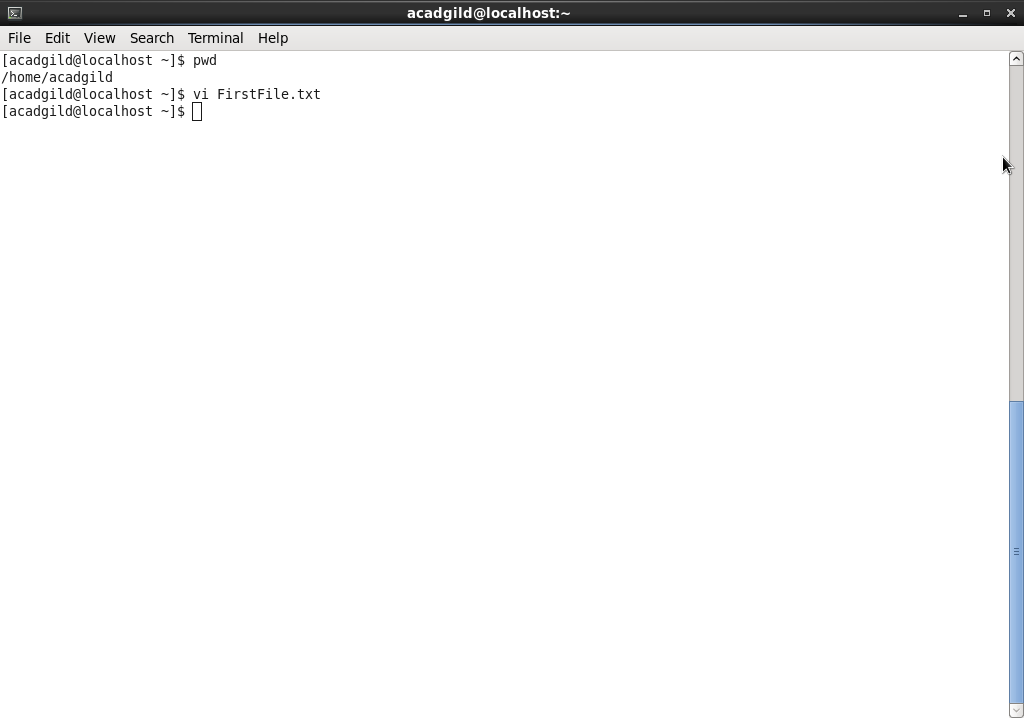 acadgild@localhost:~
File Edit View Search Terminal Help
[acadgild@localhost ~]$ pwd
/home/acadgild
[acadgild@localhost ~]$ vi FirstFile.txt
[acadgild@localhost ~]$